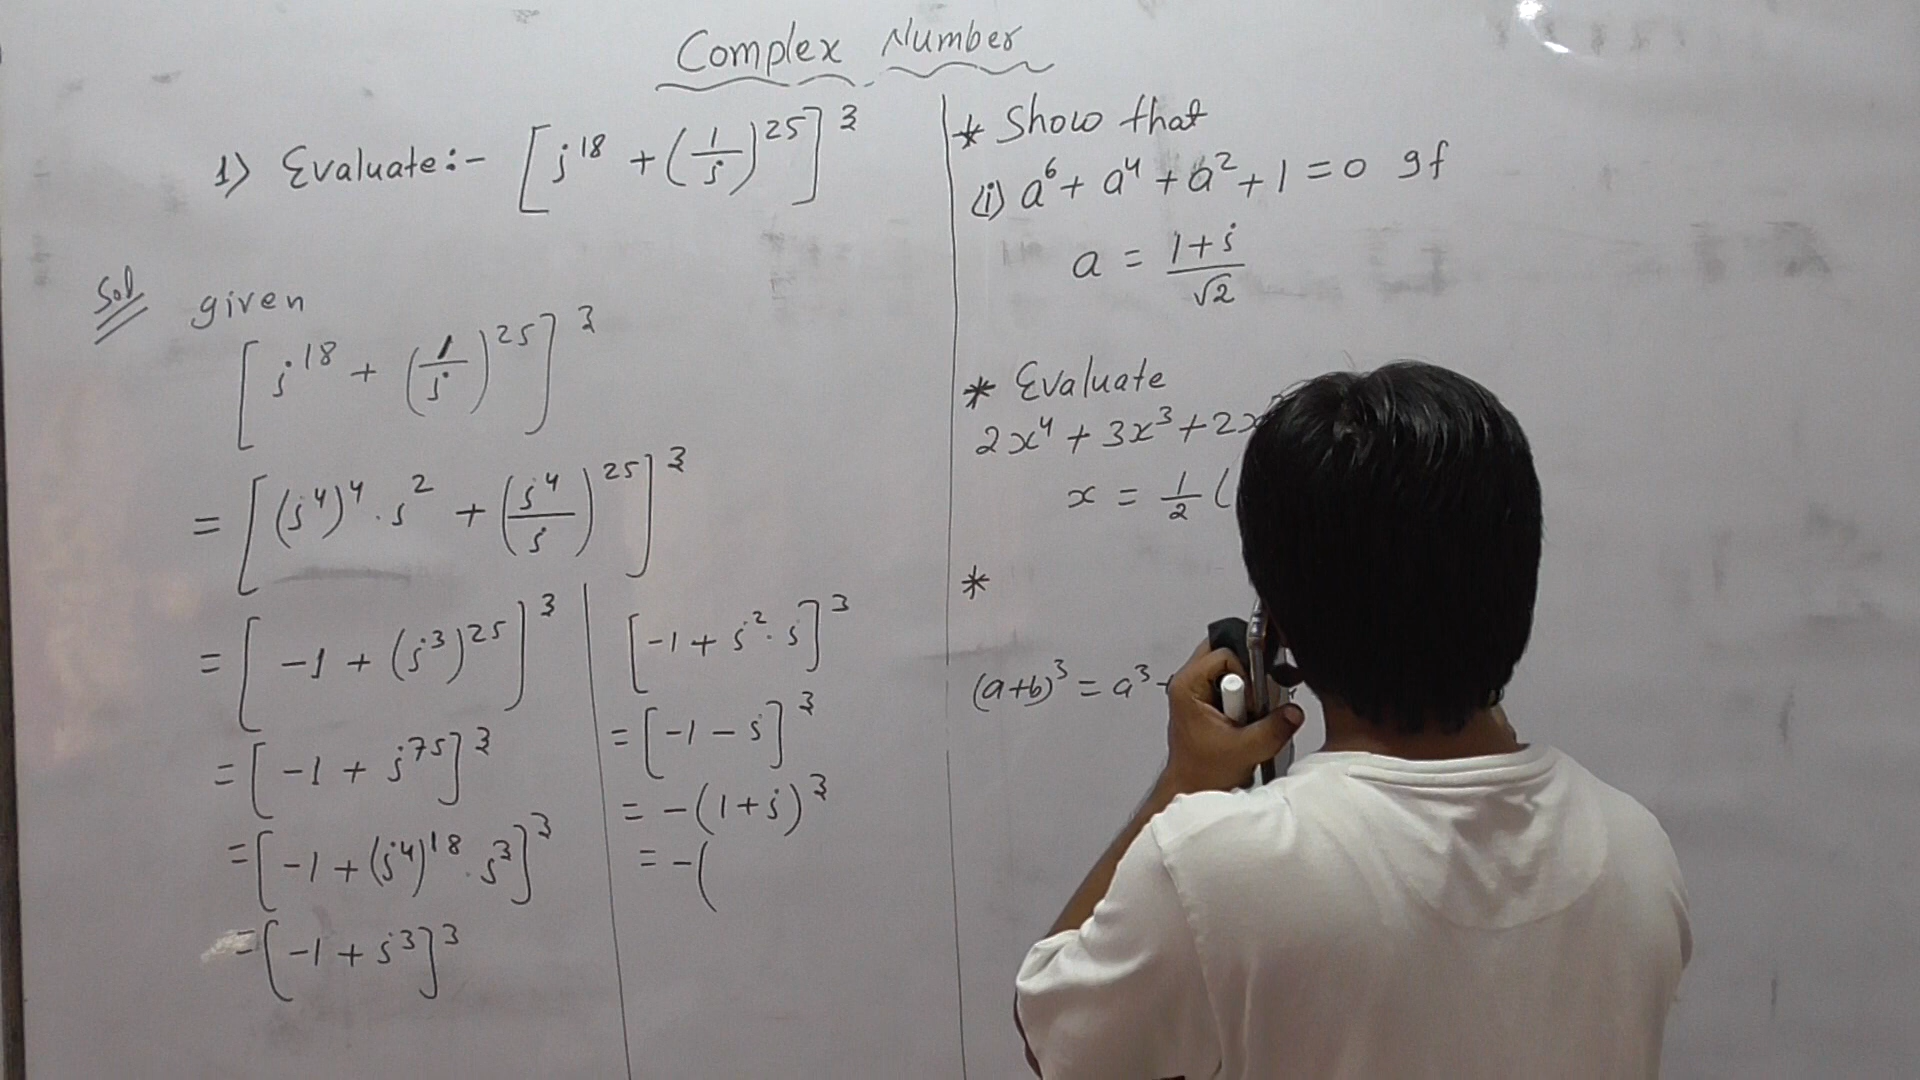 Complex Number
1) Evaluate:- [j^18 + (1/j)^25]^3
Sol given
[j^18 + (1/j)^25]^3
= [(j^4)^4 . j^2 + (j^4/j)^25]^3
= [-1 + (j^3)^25]^3
= [-1 + j^75]^3
= [-1 + (j^4)^18 . j^3]^3
= [-1 + j^3]^3
[-1 + j^2 . j]^3
= [-1 - j]^3
= -(1+j)^3
= -(
* Show that
(i) a^6 + a^4 + a^2 + 1 = 0 If
a = (1+j)/√2
* Evaluate
2x^4 + 3x^3 + 2x
x = 1/2 (
*
(a+b)^3 = a^3 +